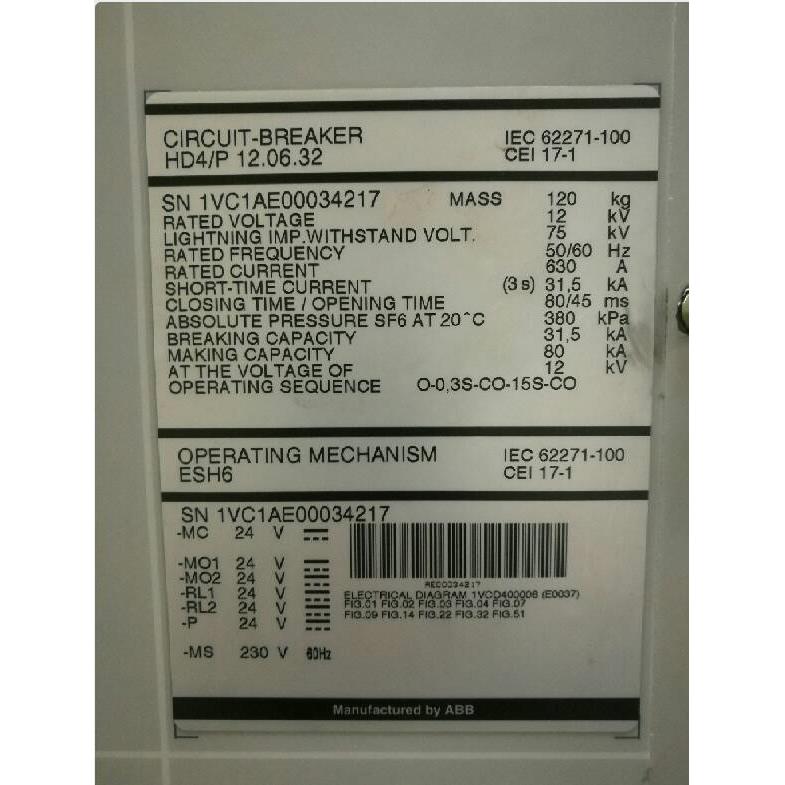 CIRCUIT-BREAKER IEC 62271-100
HD4/P 12.06.32 CEI 17-1
SN 1VC1AE00034217 MASS 120 kg
RATED VOLTAGE 12 kV
LIGHTNING IMP.WITHSTAND VOLT. 75 kV
RATED FREQUENCY 50/60 Hz
RATED CURRENT 630 A
SHORT-TIME CURRENT (3 s) 31,5 kA
CLOSING TIME / OPENING TIME 80/45 ms
ABSOLUTE PRESSURE SF6 AT 20^C 380 kPa
BREAKING CAPACITY 31,5 kA
MAKING CAPACITY 80 kA
AT THE VOLTAGE OF 12 kV
OPERATING SEQUENCE O-0,3S-CO-15S-CO
OPERATING MECHANISM IEC 62271-100
ESH6 CEI 17-1
SN 1VC1AE00034217
-MC 24 V
-MO1 24 V
-MO2 24 V
-RL1 24 V
-RL2 24 V
-P 24 V
-MS 230 V 60Hz
ELECTRICAL DIAGRAM 1VCD400006 (E0037)
FIG.01 FIG.02 FIG.03 FIG.04 FIG.07
FIG.09 FIG.14 FIG.22 FIG.32 FIG.51
Manufactured by ABB